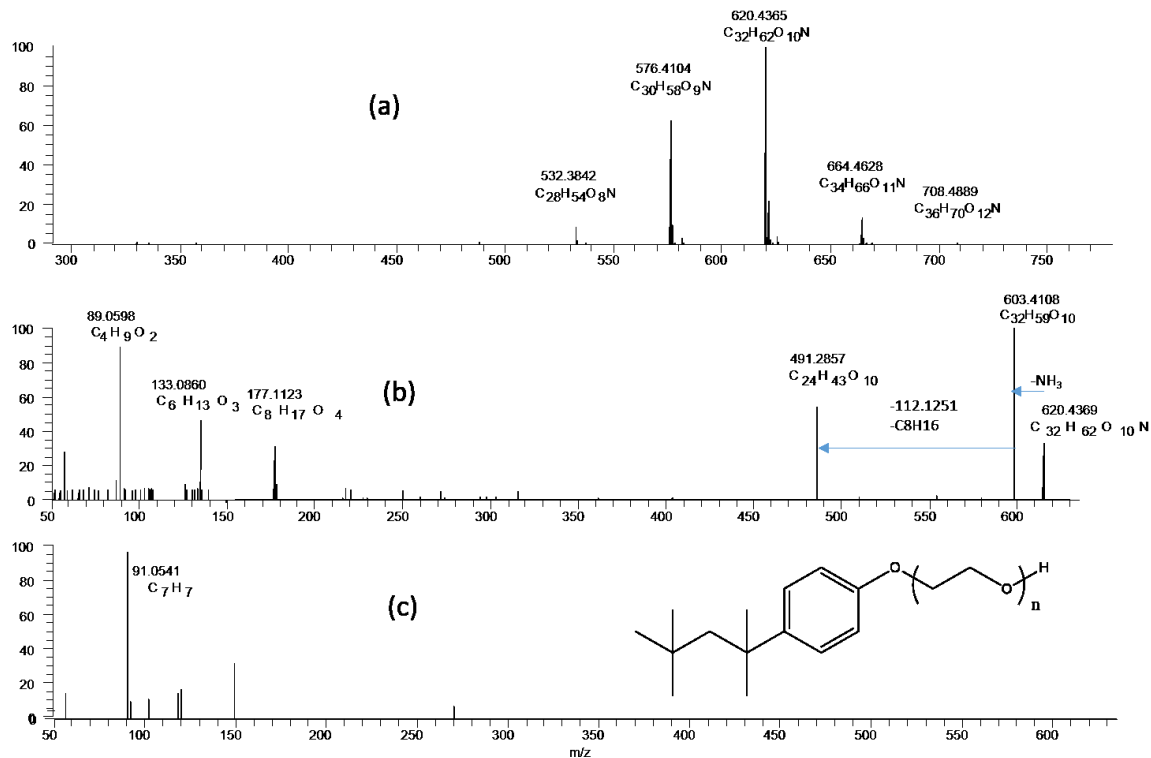 620.4365
C32H62O10N
576.4104
C30H58O9N
(a)
532.3842
C28H54O8N
664.4628
C34H66O11N
708.4889
C36H70O12N
100
80
60
40
20
0
300 350 400 450 500 550 600 650 700 750
603.4108
C32H59O10
89.0598
C4H9O2
133.0860
C6H13O3
177.1123
C8H17O4
(b)
491.2857
C24H43O10
-NH3
-112.1251
-C8H16
620.4369
C32H62O10N
100
80
60
40
20
0
50 100 150 200 250 300 350 400 450 500 550 600
91.0541
C7H7
(c)
O
O
H
n
100
80
60
40
20
0
50 100 150 200 250 300 350 400 450 500 550 600
m/z